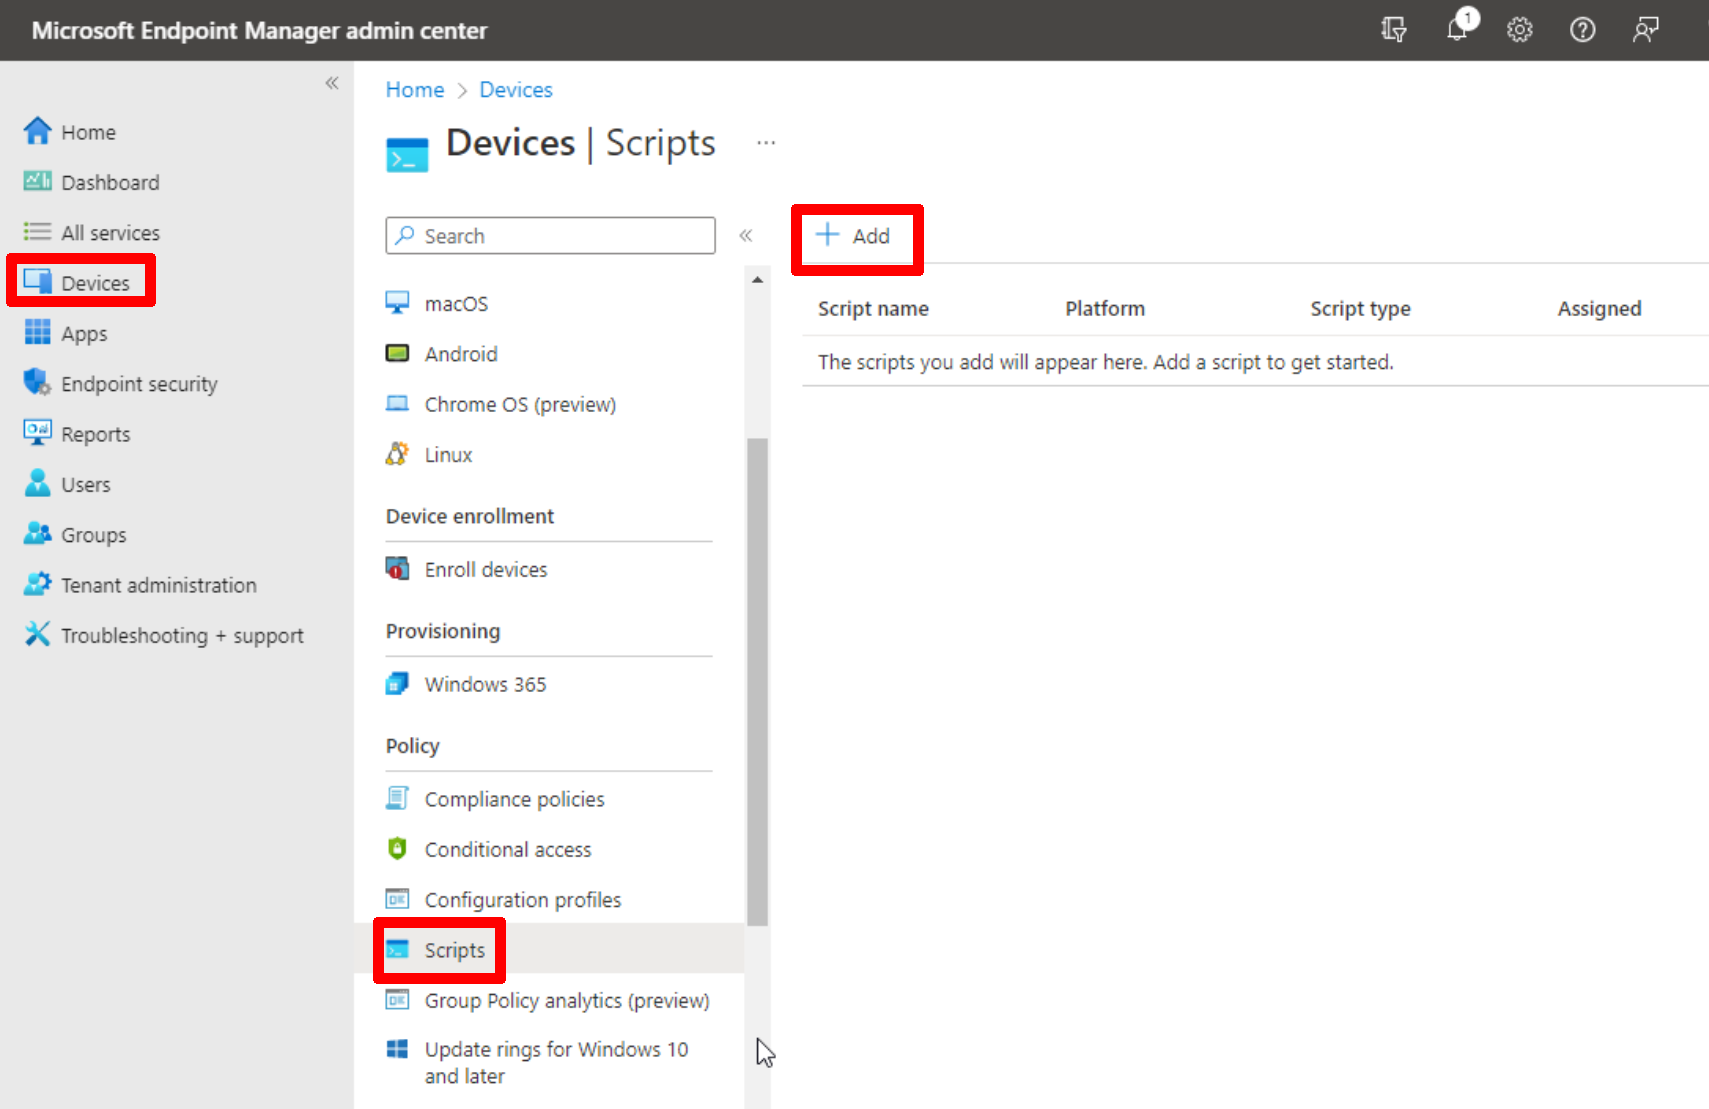 Microsoft Endpoint Manager admin center
1
Home
Dashboard
All services
Devices
Apps
Endpoint security
Reports
Users
Groups
Tenant administration
Troubleshooting + support
Home > Devices
Devices | Scripts ...
Search
macOS
Android
Chrome OS (preview)
Linux
Device enrollment
Enroll devices
Provisioning
Windows 365
Policy
Compliance policies
Conditional access
Configuration profiles
Scripts
Group Policy analytics (preview)
Update rings for Windows 10
and later
+ Add
Script name Platform Script type Assigned
The scripts you add will appear here. Add a script to get started.